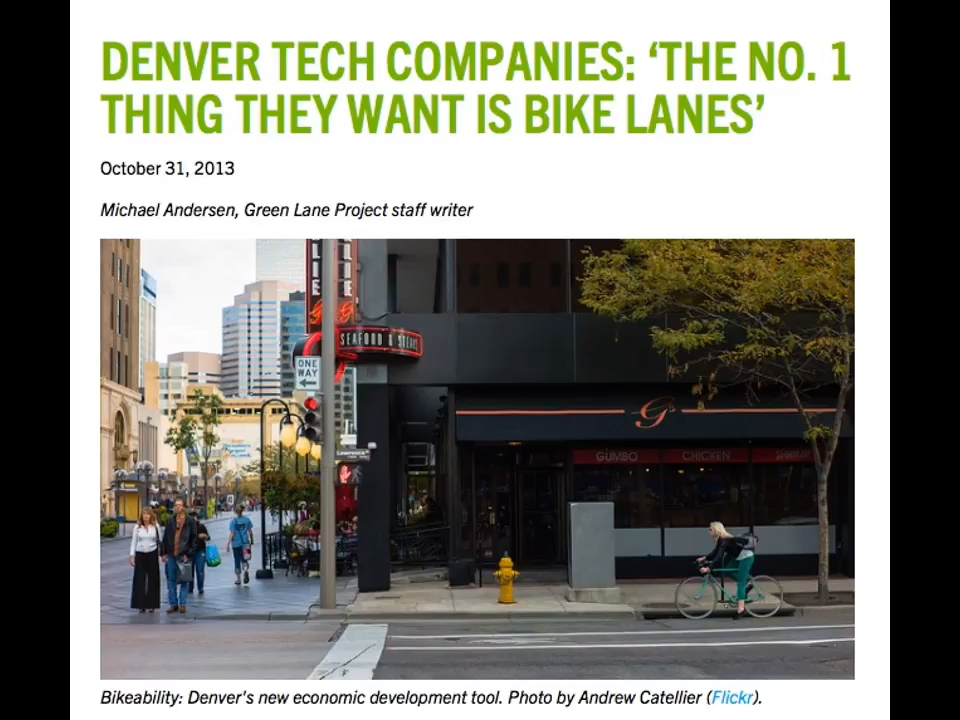 DENVER TECH COMPANIES: ‘THE NO. 1
THING THEY WANT IS BIKE LANES’
October 31, 2013
Michael Andersen, Green Lane Project staff writer
SEAFOOD & STEAKS
ONE
WAY
Lawrence
G's
GUMBO
CHICKEN
SHRIMP
Bikeability: Denver's new economic development tool. Photo by Andrew Catellier (Flickr).